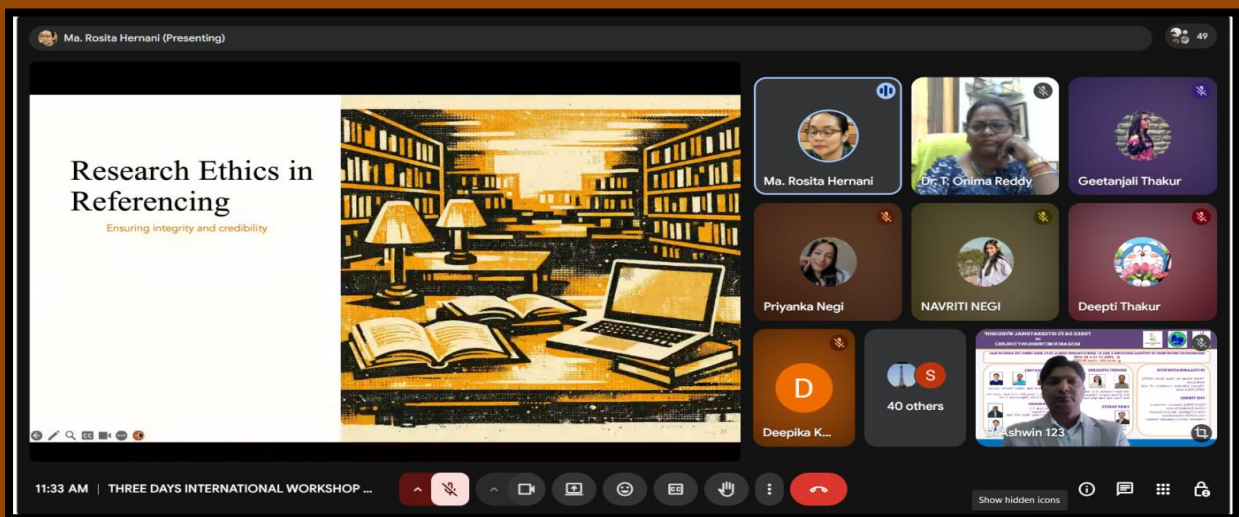 Ma. Rosita Hernani (Presenting)
49
Research Ethics in
Referencing
Ensuring integrity and credibility
Ma. Rosita Hernani
Dr. T. Onima Reddy
Geetanjali Thakur
Priyanka Negi
NAVRITI NEGI
Deepti Thakur
D
Deepika K...
S
40 others
Ashwin 123
11:33 AM | THREE DAYS INTERNATIONAL WORKSHOP ...
CC
Show hidden icons